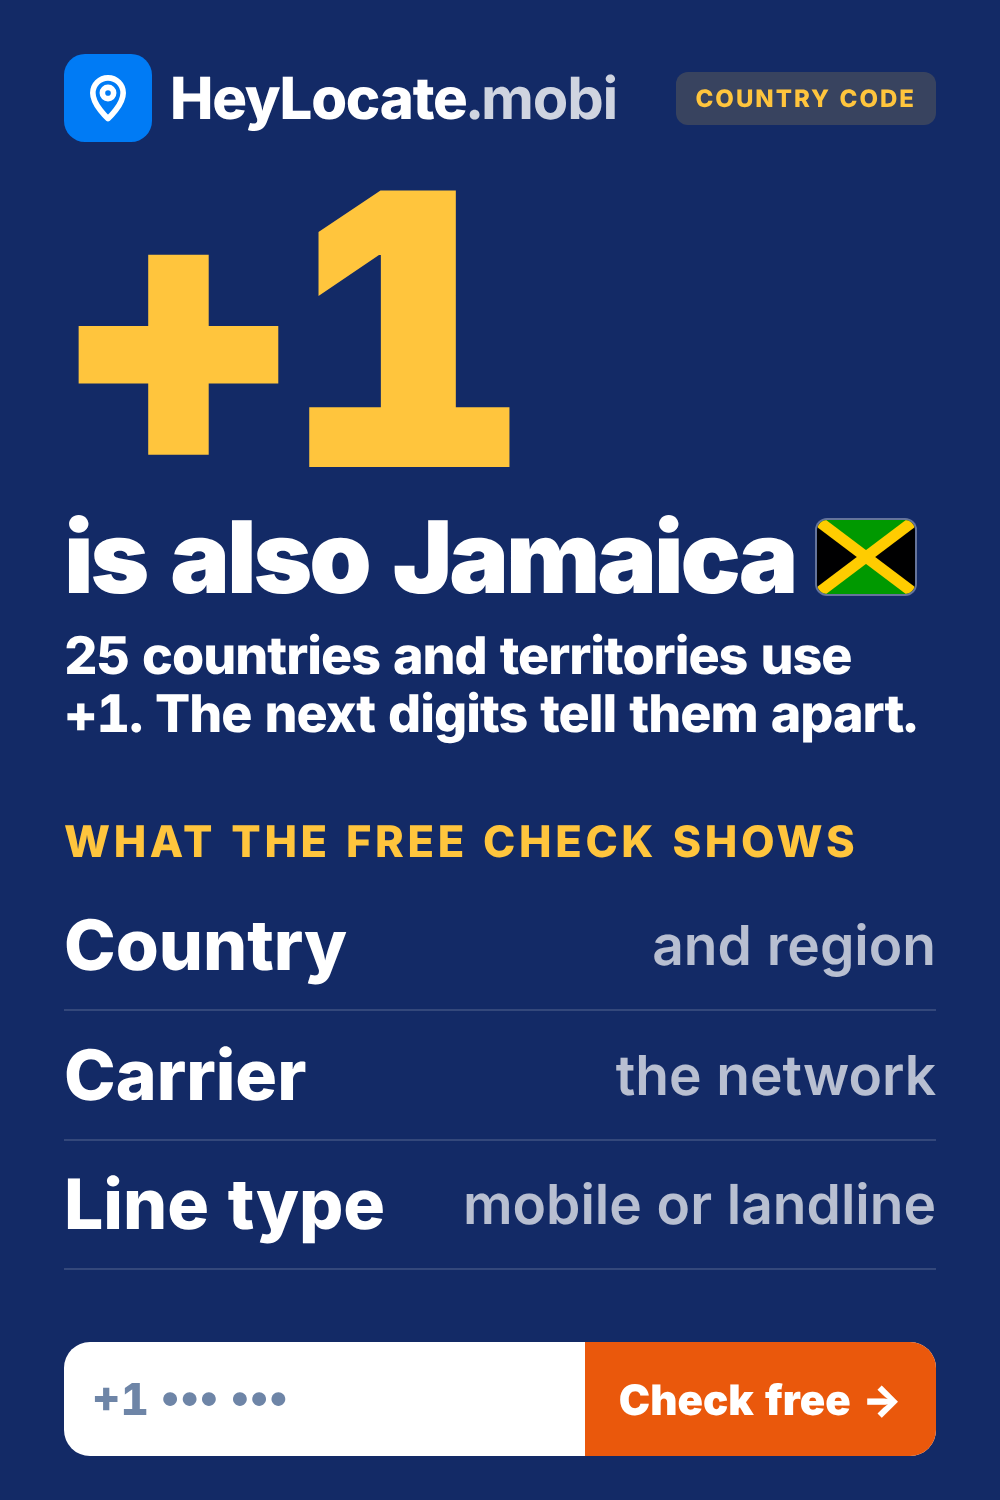 HeyLocate.mobi
COUNTRY CODE
+1
is also Jamaica
25 countries and territories use
+1. The next digits tell them apart.
WHAT THE FREE CHECK SHOWS
Country and region
Carrier the network
Line type mobile or landline
+1 ••• •••
Check free →